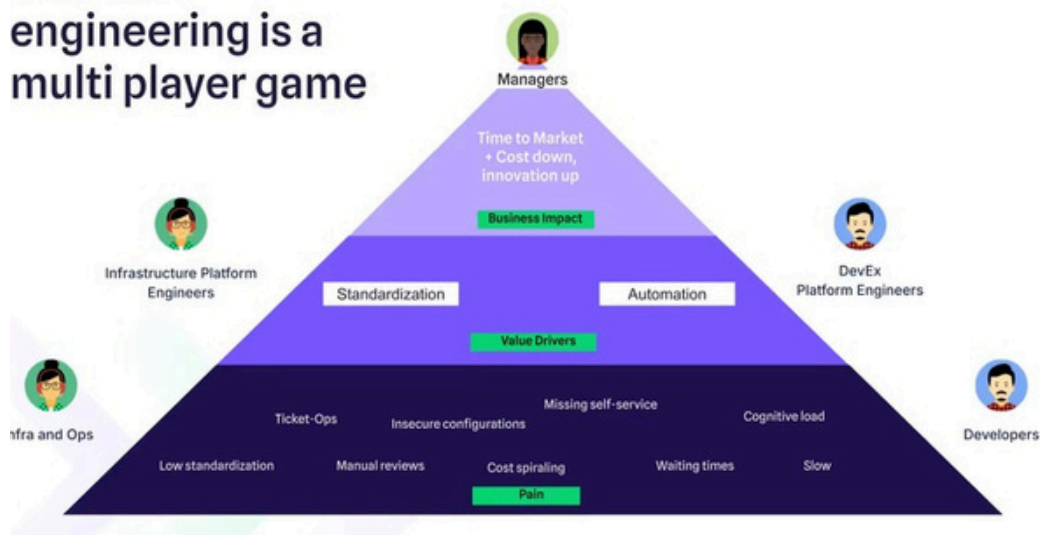 engineering is a
multi player game
Managers
Time to Market
+ Cost down,
innovation up
Business Impact
Infrastructure Platform
Engineers
DevEx
Platform Engineers
Standardization
Automation
Value Drivers
nfra and Ops
Developers
Ticket-Ops
Insecure configurations
Missing self-service
Cognitive load
Low standardization
Manual reviews
Cost spiraling
Waiting times
Slow
Pain